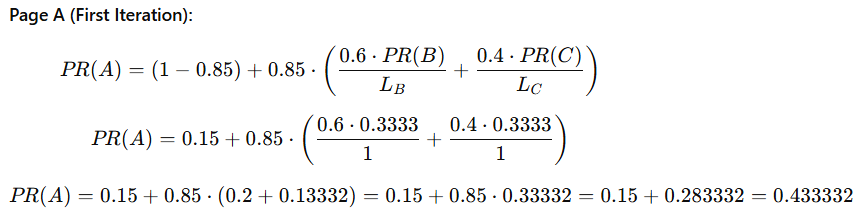 Page A (First Iteration):
PR(A) = (1 − 0.85) + 0.85 · (0.6 · PR(B) / L_B + 0.4 · PR(C) / L_C)
PR(A) = 0.15 + 0.85 · (0.6 · 0.3333 / 1 + 0.4 · 0.3333 / 1)
PR(A) = 0.15 + 0.85 · (0.2 + 0.13332) = 0.15 + 0.85 · 0.33332 = 0.15 + 0.283332 = 0.433332